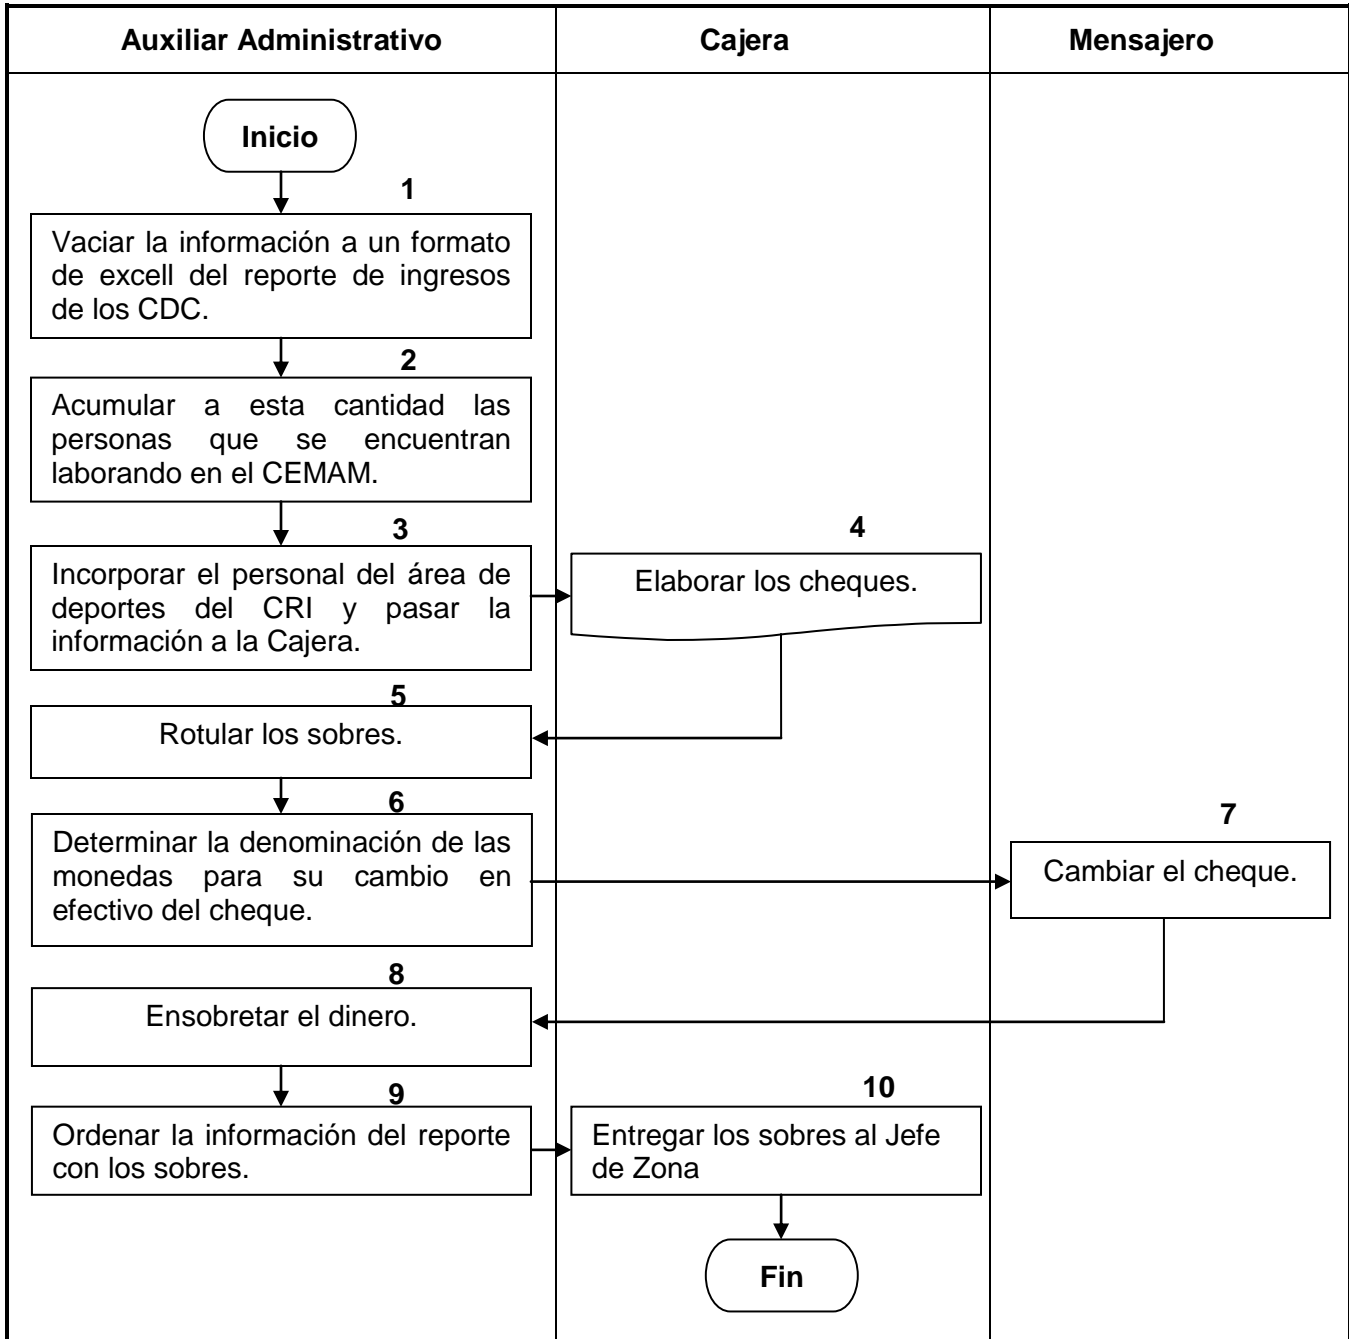 Auxiliar Administrativo
Cajera
Mensajero
Inicio
1
Vaciar la información a un formato
de excell del reporte de ingresos
de los CDC.
2
Acumular a esta cantidad las
personas que se encuentran
laborando en el CEMAM.
3
Incorporar el personal del área de
deportes del CRI y pasar la
información a la Cajera.
4
Elaborar los cheques.
5
Rotular los sobres.
6
Determinar la denominación de las
monedas para su cambio en
efectivo del cheque.
7
Cambiar el cheque.
8
Ensobretar el dinero.
9
Ordenar la información del reporte
con los sobres.
10
Entregar los sobres al Jefe
de Zona
Fin